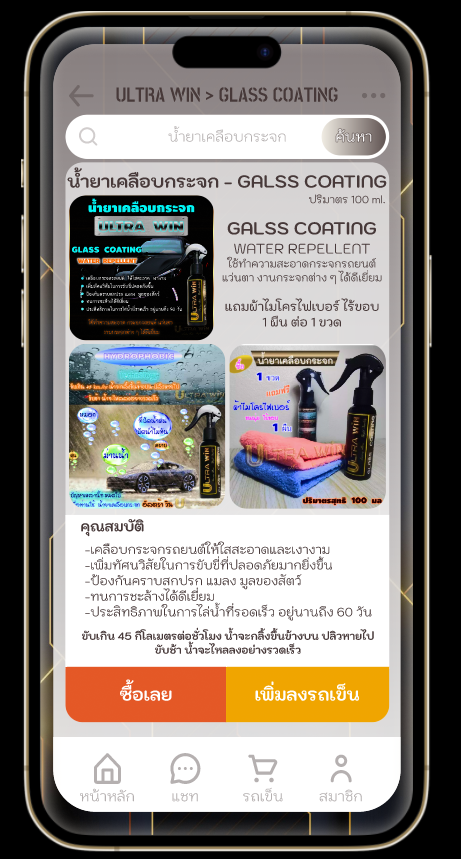 ULTRA WIN > GLASS COATING
น้ำยาเคลือบกระจก
ค้นหา
น้ำยาเคลือบกระจก - GALSS COATING
ปริมาตร 100 ml.
น้ำยาเคลือบกระจก
ULTRA WIN
GLASS COATING
WATER REPELLENT
GALSS COATING
WATER REPELLENT
ใช้ทำความสะอาดกระจกรถยนต์
แว่นตา งานกระจกต่าง ๆ ได้ดีเยี่ยม
แถมผ้าไมโครไฟเบอร์ ไร้ขอบ
1 ผืน ต่อ 1 ขวด
HYDROPHOBIC
หมอก
ม่านน้ำ
น้ำยาเคลือบกระจก
1 ขวด
แถมฟรี
ผ้าไมโครไฟเบอร์
1 ผืน
ULTRA WIN
ปริมาตรสุทธิ 100 มล
คุณสมบัติ
-เคลือบกระจกรถยนต์ให้ใสสะอาดและเงางาม
-เพิ่มทัศนวิสัยในการขับขี่ที่ปลอดภัยมากยิ่งขึ้น
-ป้องกันคราบสกปรก แมลง มูลของสัตว์
-ทนการชะล้างได้ดีเยี่ยม
-ประสิทธิภาพในการไล่น้ำที่รอดเร็ว อยู่นานถึง 60 วัน
ขับเกิน 45 กิโลเมตรต่อชั่วโมง น้ำจะกลิ้งขึ้นข้างบน ปลิวหายไป
ขับช้า น้ำจะไหลลงอย่างรวดเร็ว
ซื้อเลย
เพิ่มลงรถเข็น
หน้าหลัก
แชท
รถเข็น
สมาชิก